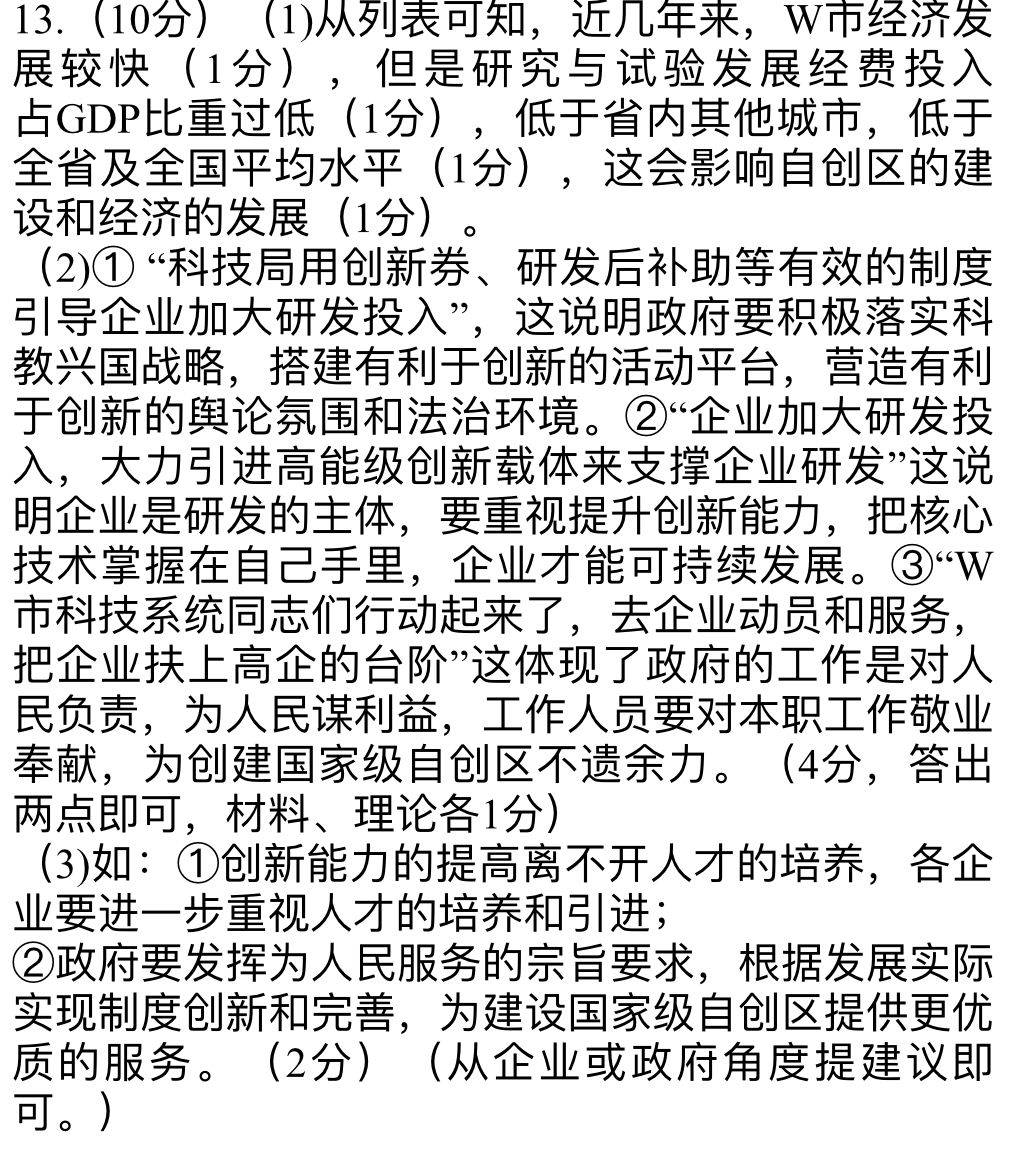 13.（10分）（1)从列表可知，近几年来，W市经济发
展较快（1分），但是研究与试验发展经费投入
占GDP比重过低（1分），低于省内其他城市，低于
全省及全国平均水平（1分），这会影响自创区的建
设和经济的发展（1分）。
（2)①“科技局用创新券、研发后补助等有效的制度
引导企业加大研发投入”，这说明政府要积极落实科
教兴国战略，搭建有利于创新的活动平台，营造有利
于创新的舆论氛围和法治环境。②“企业加大研发投
入，大力引进高能级创新载体来支撑企业研发”这说
明企业是研发的主体，要重视提升创新能力，把核心
技术掌握在自己手里，企业才能可持续发展。③“W
市科技系统同志们行动起来了，去企业动员和服务，
把企业扶上高企的台阶”这体现了政府的工作是对人
民负责，为人民谋利益，工作人员要对本职工作敬业
奉献，为创建国家级自创区不遗余力。（4分，答出
两点即可，材料、理论各1分）
（3)如：①创新能力的提高离不开人才的培养，各企
业要进一步重视人才的培养和引进；
②政府要发挥为人民服务的宗旨要求，根据发展实际
实现制度创新和完善，为建设国家级自创区提供更优
质的服务。（2分）（从企业或政府角度提建议即
可。）